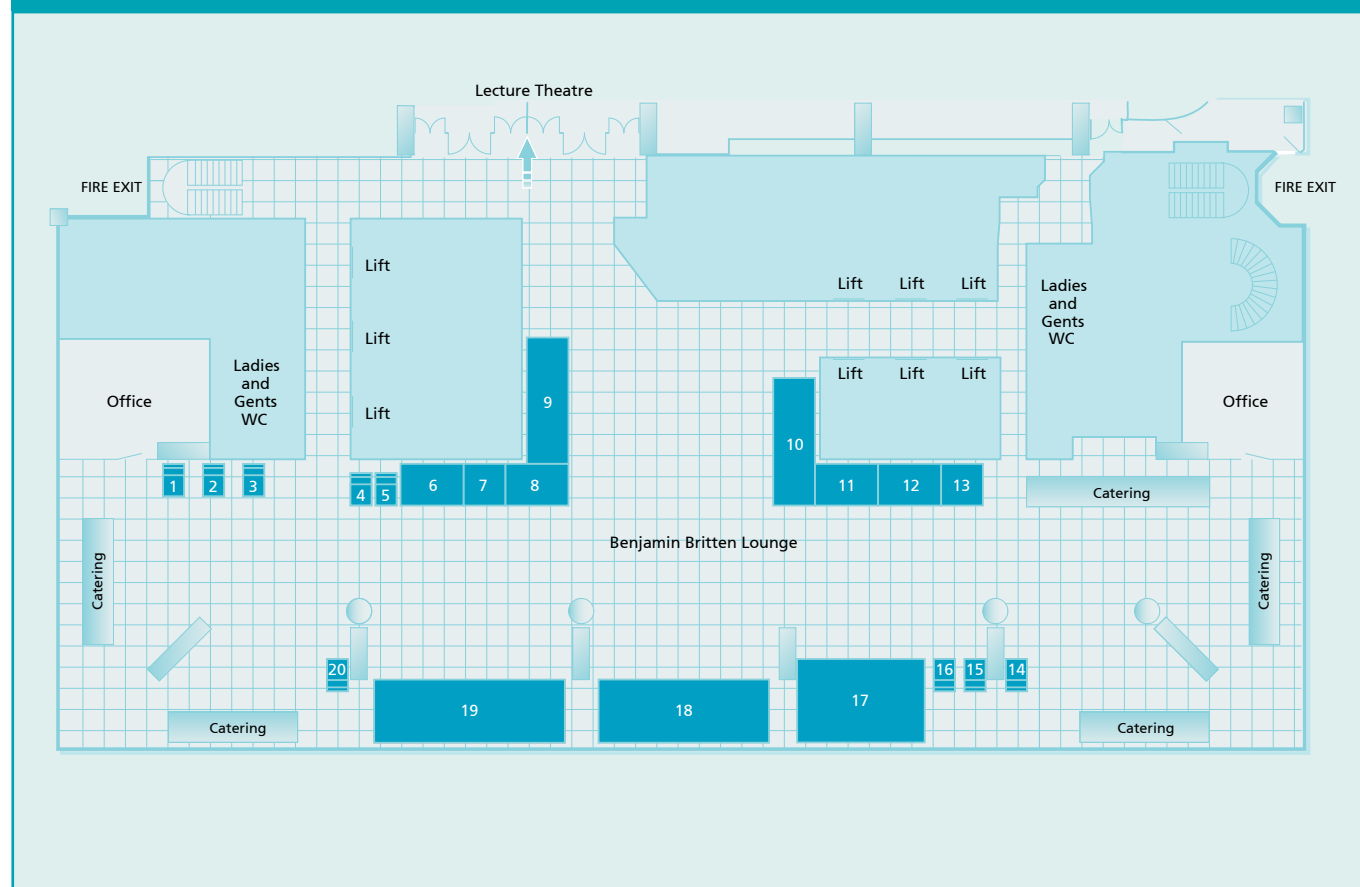 Lecture Theatre
FIRE EXIT
FIRE EXIT
Lift
Lift
Lift
Lift
Lift
Lift
Lift
Lift
Lift
Ladies
and
Gents
WC
Ladies
and
Gents
WC
Office
Office
9
10
1
2
3
4
5
6
7
8
11
12
13
Catering
Benjamin Britten Lounge
Catering
Catering
20
19
18
17
16
15
14
Catering
Catering